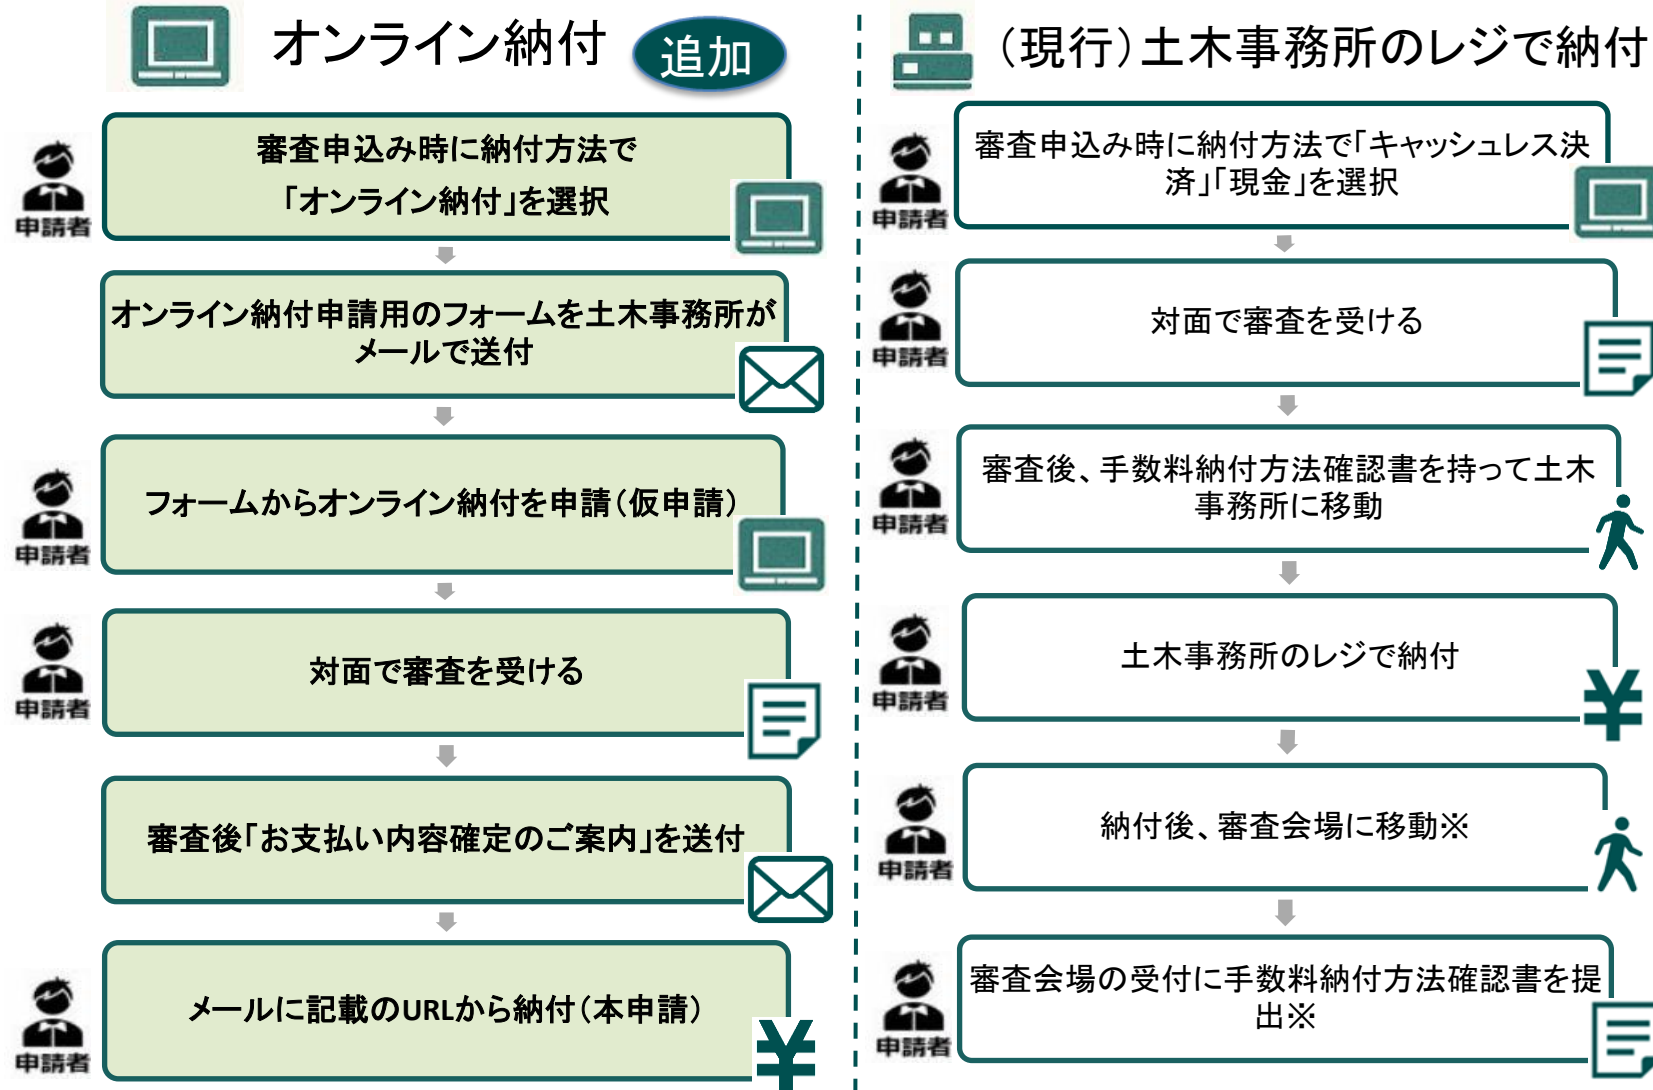 オンライン納付
追加
審査申込み時に納付方法で
「オンライン納付」を選択
申請者
オンライン納付申請用のフォームを土木事務所が
メールで送付
フォームからオンライン納付を申請(仮申請)
申請者
対面で審査を受ける
申請者
審査後「お支払い内容確定のご案内」を送付
メールに記載のURLから納付(本申請)
申請者
(現行)土木事務所のレジで納付
審査申込み時に納付方法で「キャッシュレス決
済」「現金」を選択
申請者
対面で審査を受ける
申請者
審査後、手数料納付方法確認書を持って土木
事務所に移動
申請者
土木事務所のレジで納付
申請者
¥
納付後、審査会場に移動※
申請者
審査会場の受付に手数料納付方法確認書を提
出※
申請者
¥